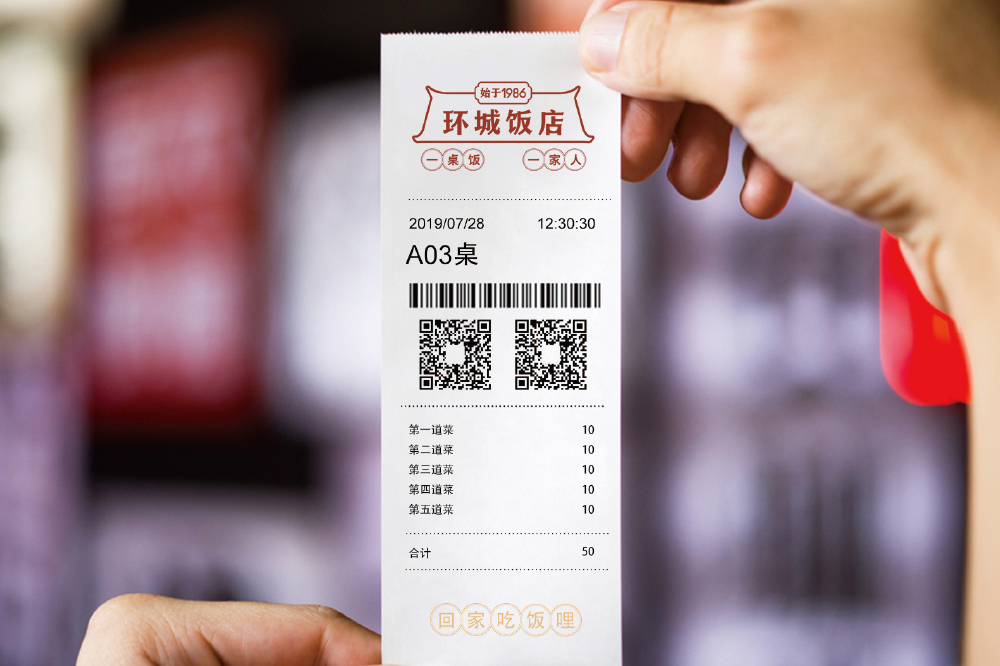 始于1986
环城饭店
一桌饭 一家人
2019/07/28 12:30:30
A03桌
第一道菜 10
第二道菜 10
第三道菜 10
第四道菜 10
第五道菜 10
合计 50
回家吃饭哩